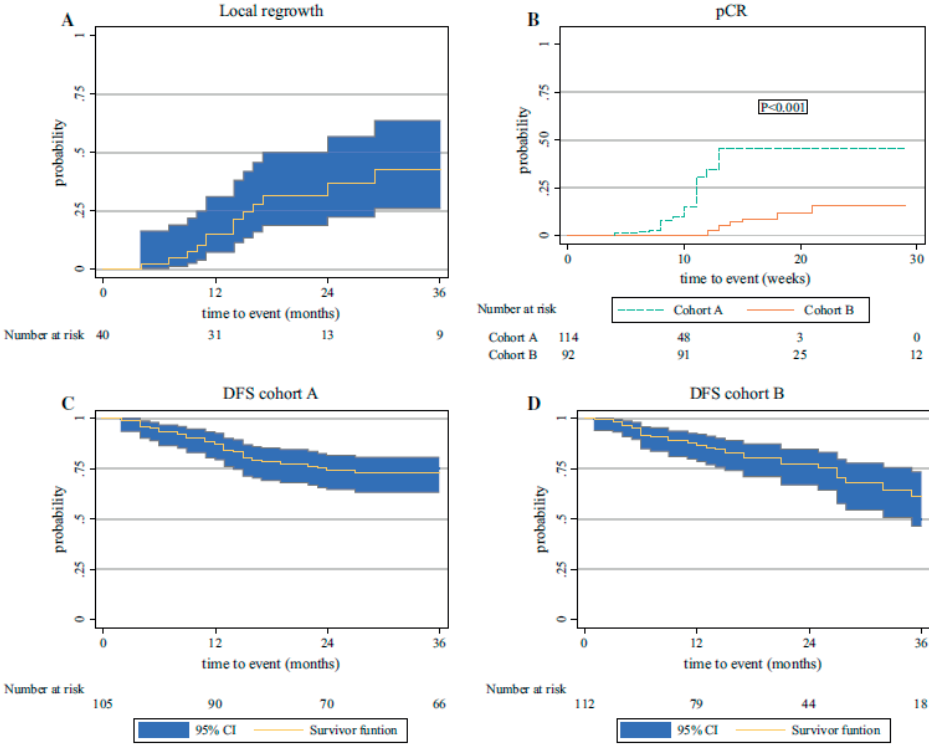 A Local regrowth
1
.75
.5
.25
0
probability
0 12 24 36
time to event (months)
Number at risk 40 31 13 9
B pCR
1
.75
.50
.25
0
probability
P<0.001
0 10 20 30
time to event (weeks)
Number at risk
Cohort A Cohort B
Cohort A 114 48 3 0
Cohort B 92 91 25 12
C DFS cohort A
1
.75
.5
.25
0
probability
0 12 24 36
time to event (months)
Number at risk
105 90 70 66
95% CI Survivor funtion
D DFS cohort B
1
.75
.5
.25
0
probability
0 12 24 36
time to event (months)
Number at risk
112 79 44 18
95% CI Survivor funtion